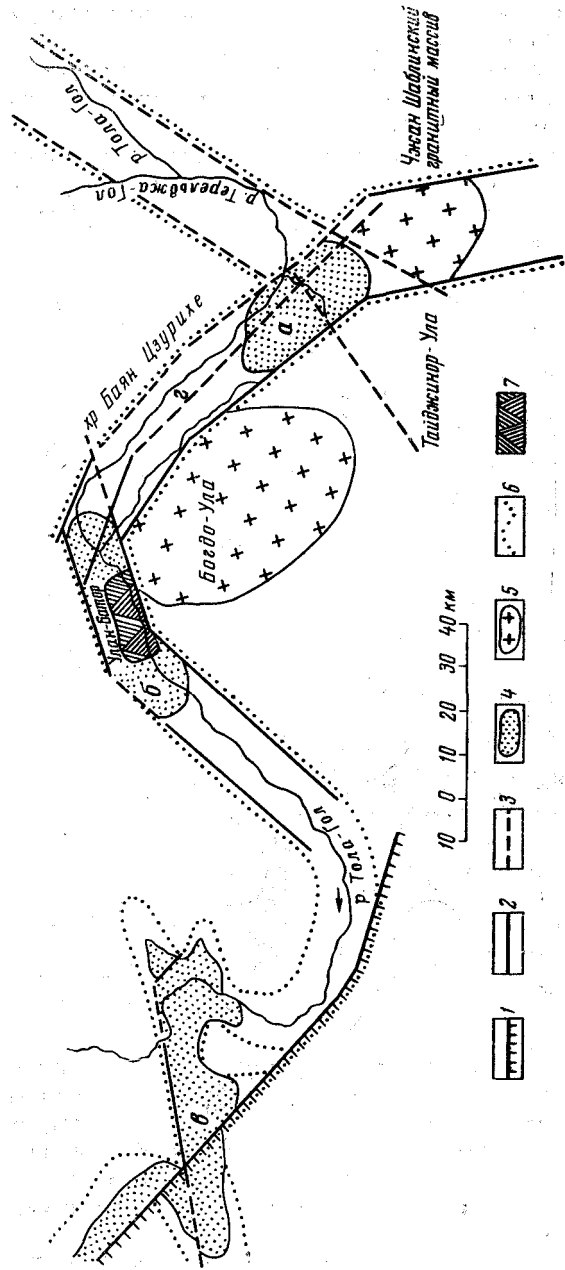 р. Тола-Гол
р. Терельджа-Гол
Чжан Шаблинский
гранитный массив
хр Баян Цзурихе
а
г
Тайджинор-Ула
Богдо-Ула
Улан-Батор
б
р. Тола-Гол
в
10 0 10 20 30 40 км
1 2 3 4 5 6 7